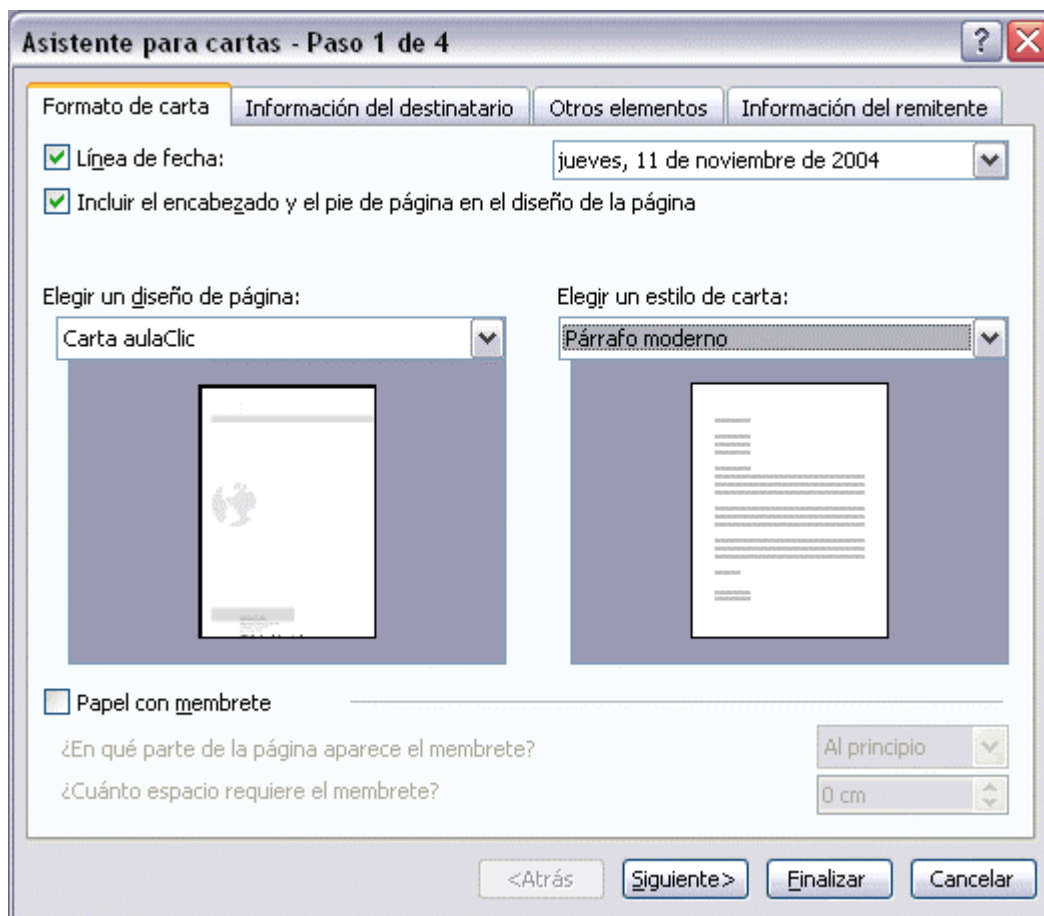 Asistente para cartas - Paso 1 de 4
Formato de carta Información del destinatario Otros elementos Información del remitente
Línea de fecha: jueves, 11 de noviembre de 2004
Incluir el encabezado y el pie de página en el diseño de la página
Elegir un diseño de página: Elegir un estilo de carta:
Carta aulaClic Párrafo moderno
Papel con membrete
¿En qué parte de la página aparece el membrete? Al principio
¿Cuánto espacio requiere el membrete? 0 cm
<Atrás Siguiente> Finalizar Cancelar